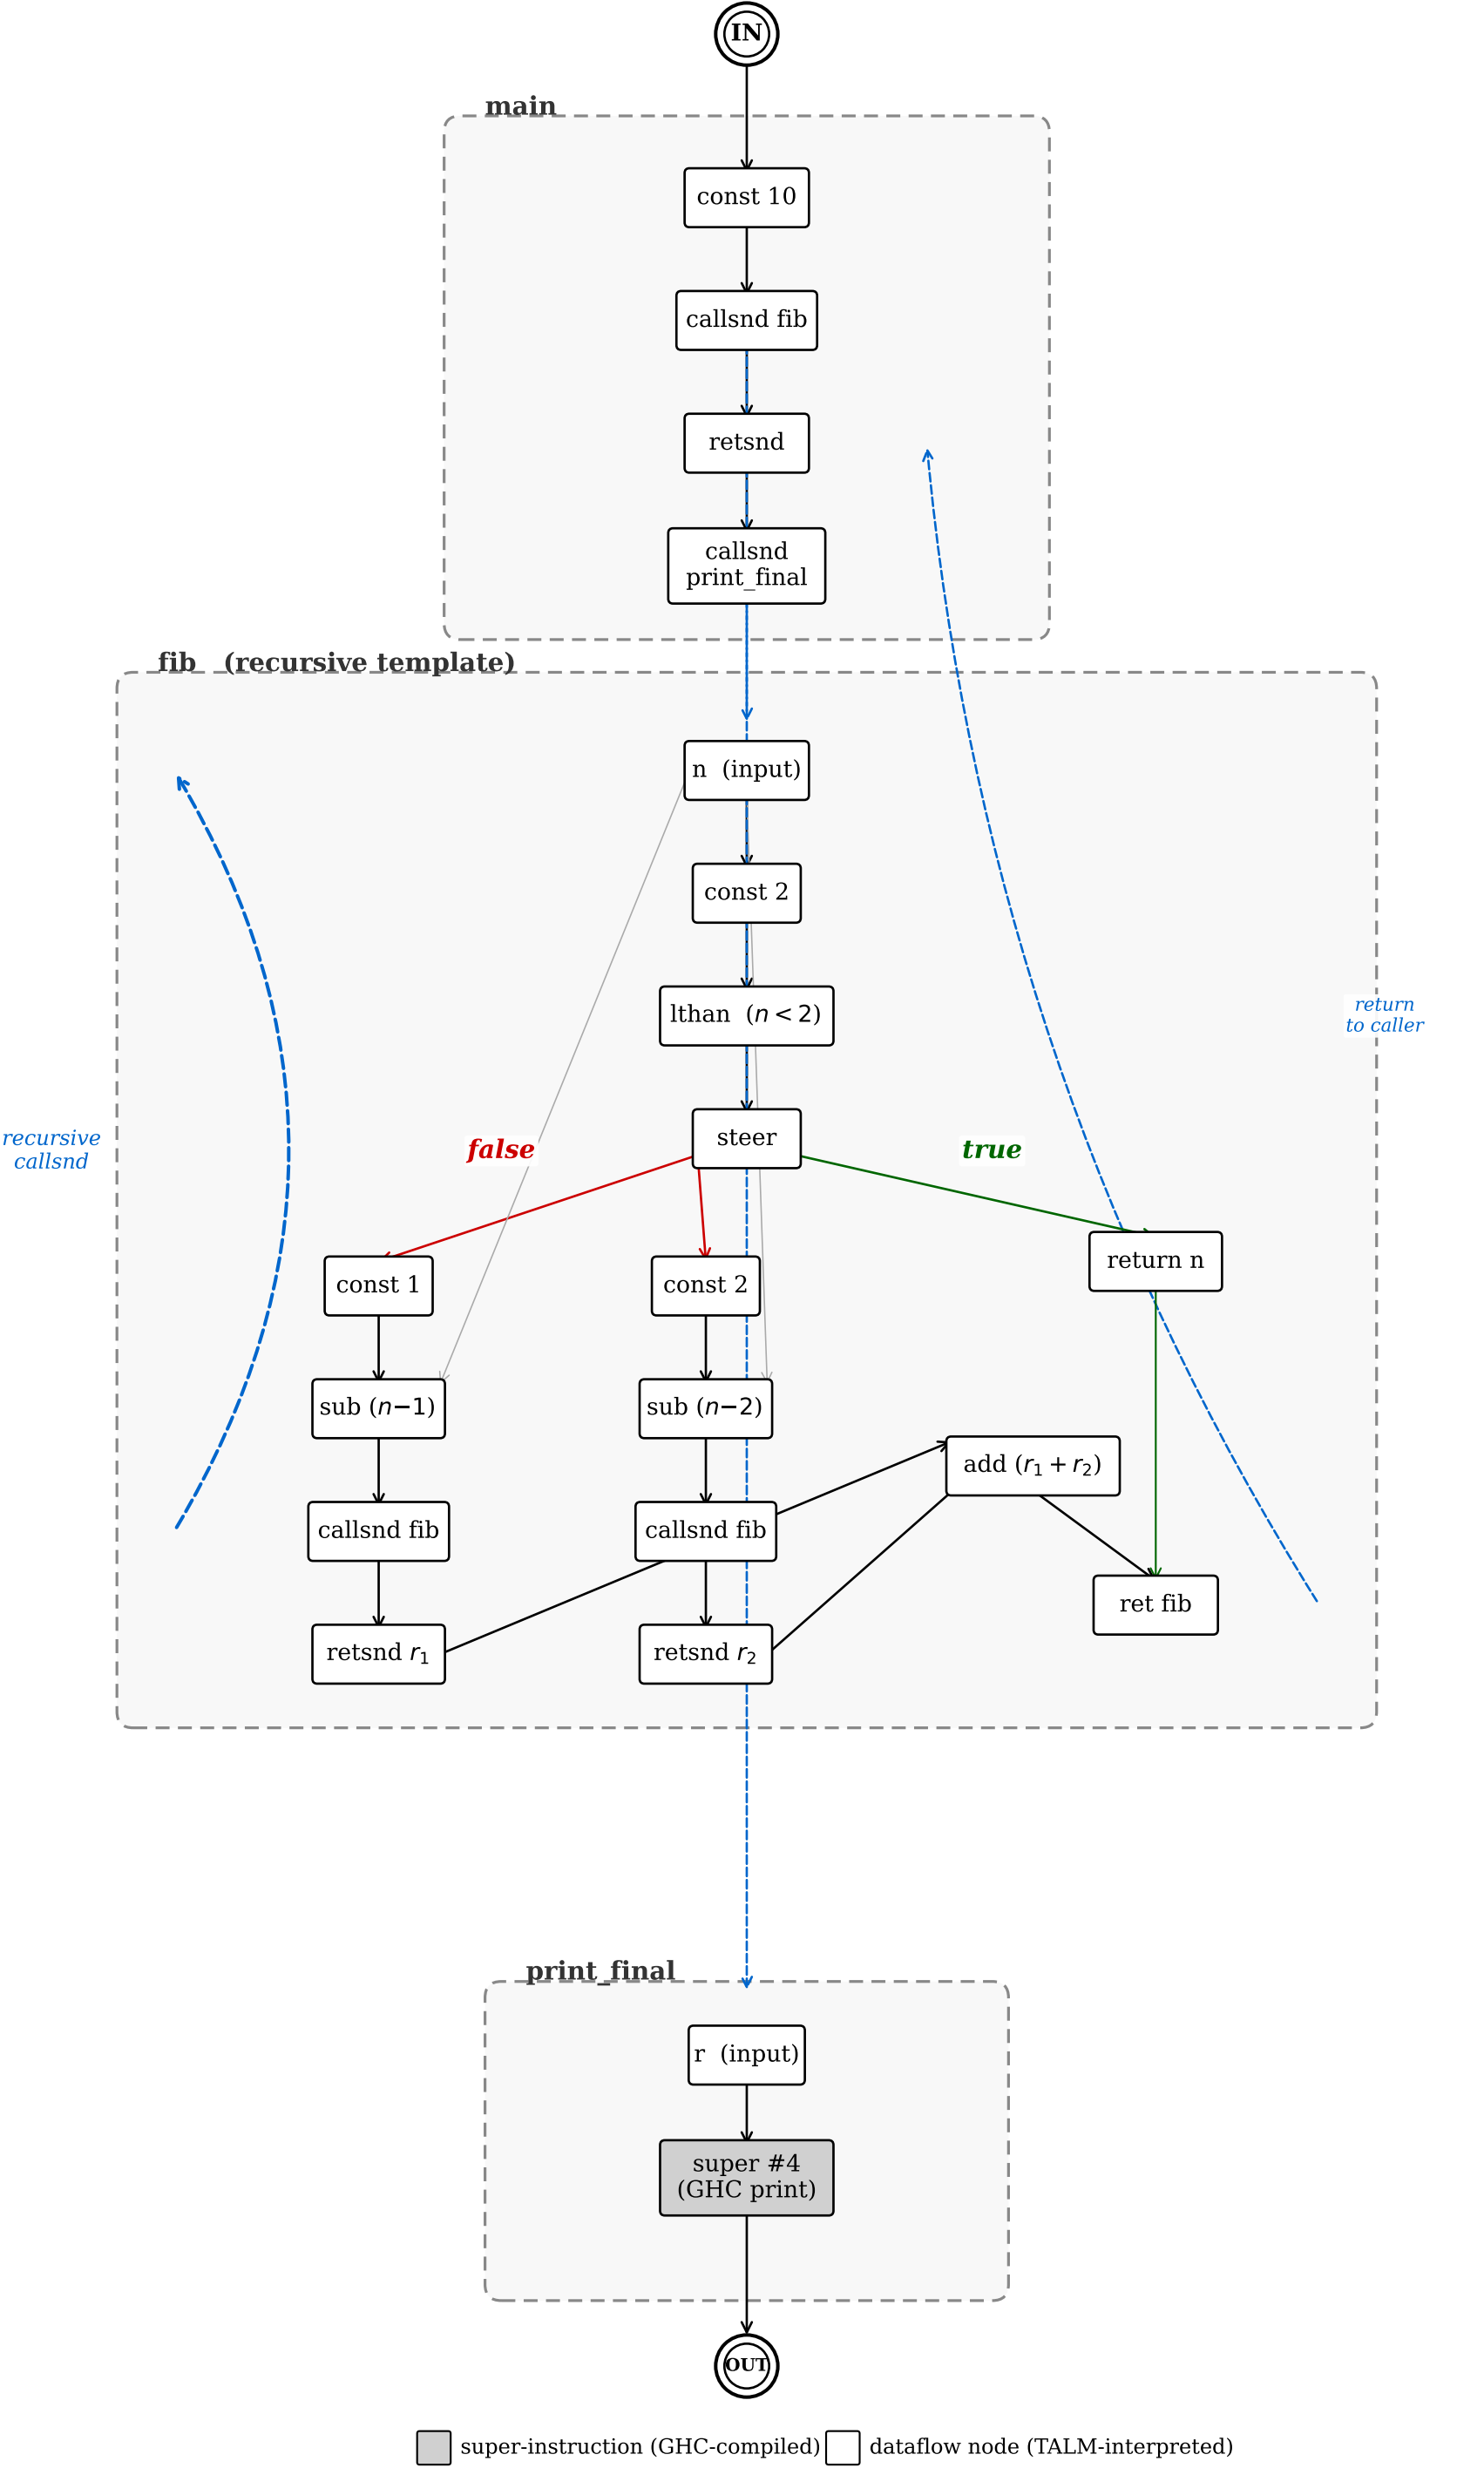 IN
main
const 10
callsnd fib
retsnd
callsnd
print_final
fib (recursive template)
n (input)
const 2
lthan (n < 2)
return
to caller
steer
recursive
callsnd
false
true
return n
const 1
const 2
sub (n−1)
sub (n−2)
add (r₁ + r₂)
callsnd fib
callsnd fib
ret fib
retsnd r₁
retsnd r₂
print_final
r (input)
super #4
(GHC print)
OUT
super-instruction (GHC-compiled)
dataflow node (TALM-interpreted)